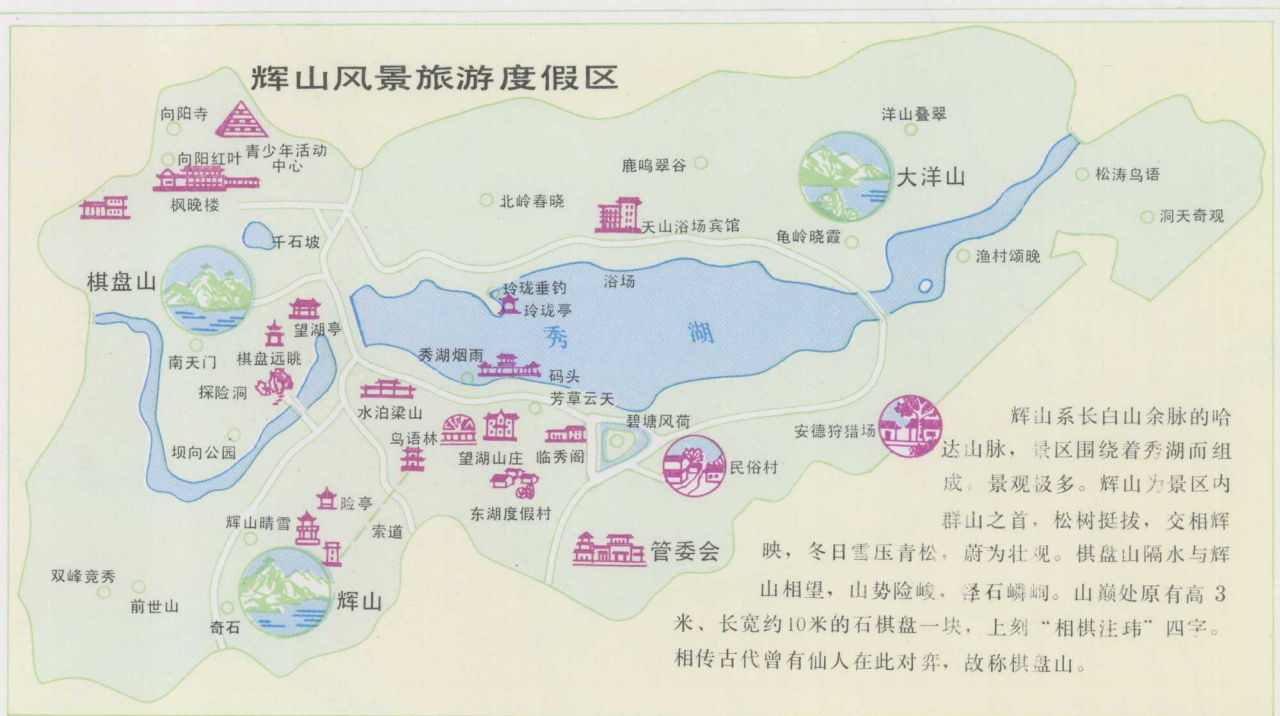 辉山风景旅游度假区
向阳寺
向阳红叶
青少年活动
中心
枫晚楼
千石坡
棋盘山
望湖亭
南天门
棋盘远眺
探险洞
坝向公园
北岭春晓
鹿鸣翠谷
天山浴场宾馆
洋山叠翠
大洋山
龟岭晓霞
松涛鸟语
洞天奇观
渔村颂晚
玲珑垂钓
浴场
玲珑亭
秀湖
秀湖烟雨
码头
芳草云天
水泊梁山
鸟语林
望湖山庄
临秀阁
碧塘风荷
民俗村
安德狩猎场
东湖度假村
险亭
辉山晴雪
索道
管委会
双峰竞秀
前世山
奇石
辉山
辉山系长白山余脉的哈
达山脉，景区围绕着秀湖而组
成。景观极多。辉山为景区内
群山之首，松树挺拔，交相辉
映，冬日雪压青松，蔚为壮观。棋盘山隔水与辉
山相望，山势险峻，怪石嶙峋。山巅处原有高 3
米、长宽约10米的石棋盘一块，上刻“相棋注玮”四字。
相传古代曾有仙人在此对弈，故称棋盘山。